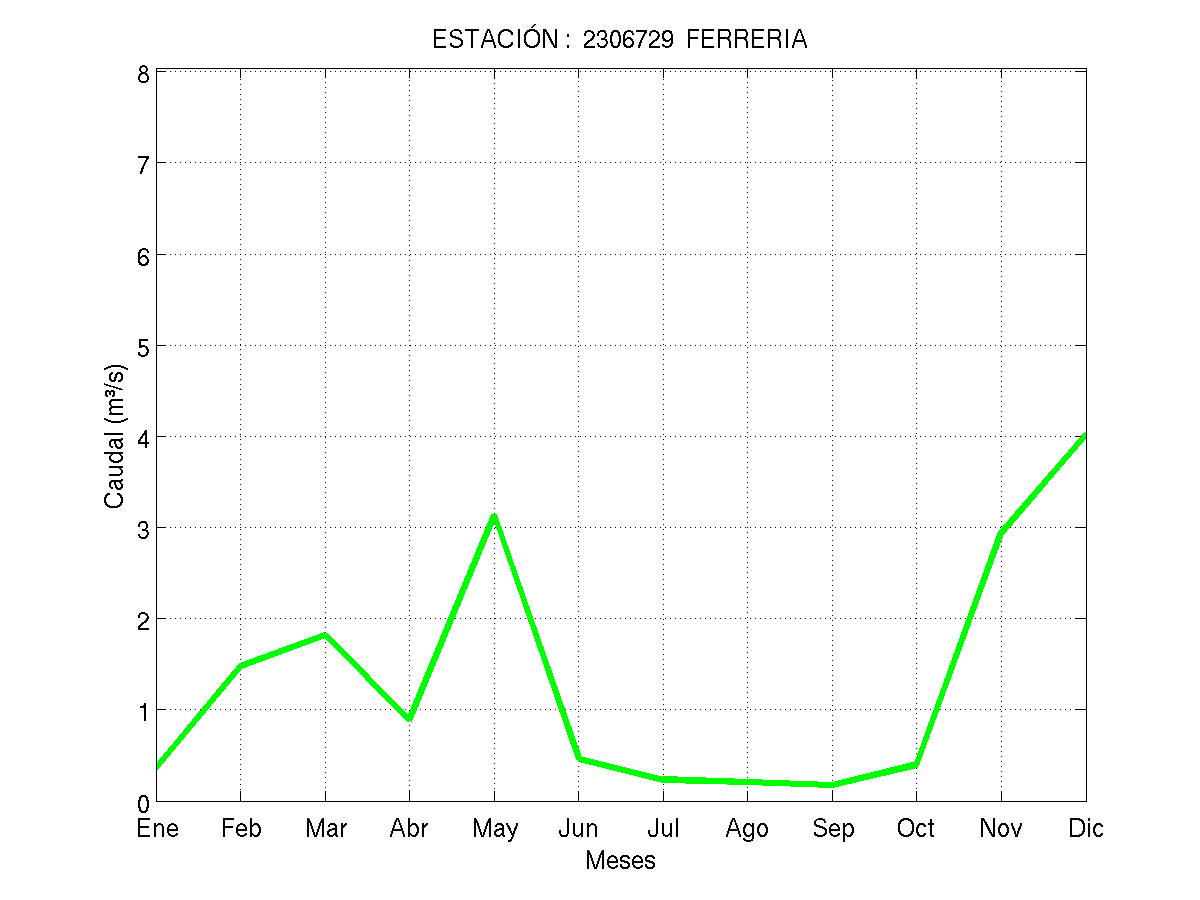 ESTACIÓN : 2306729 FERRERIA
8
7
6
5
4
3
2
1
0
Caudal (m³/s)
Ene Feb Mar Abr May Jun Jul Ago Sep Oct Nov Dic
Meses